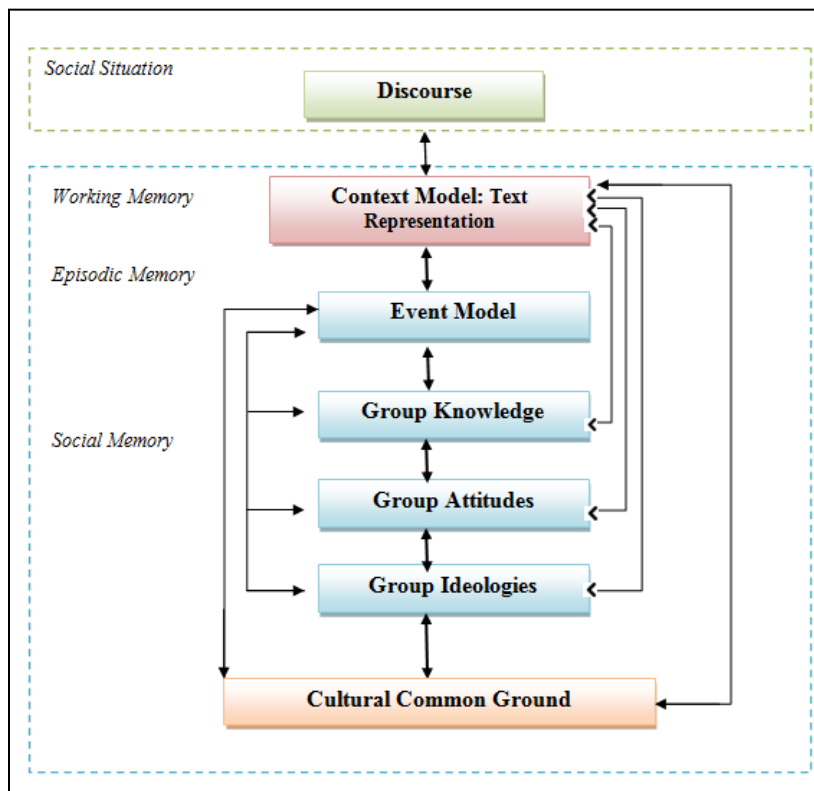 Social Situation
Discourse
Working Memory
Context Model: Text
Representation
Episodic Memory
Event Model
Group Knowledge
Social Memory
Group Attitudes
Group Ideologies
Cultural Common Ground